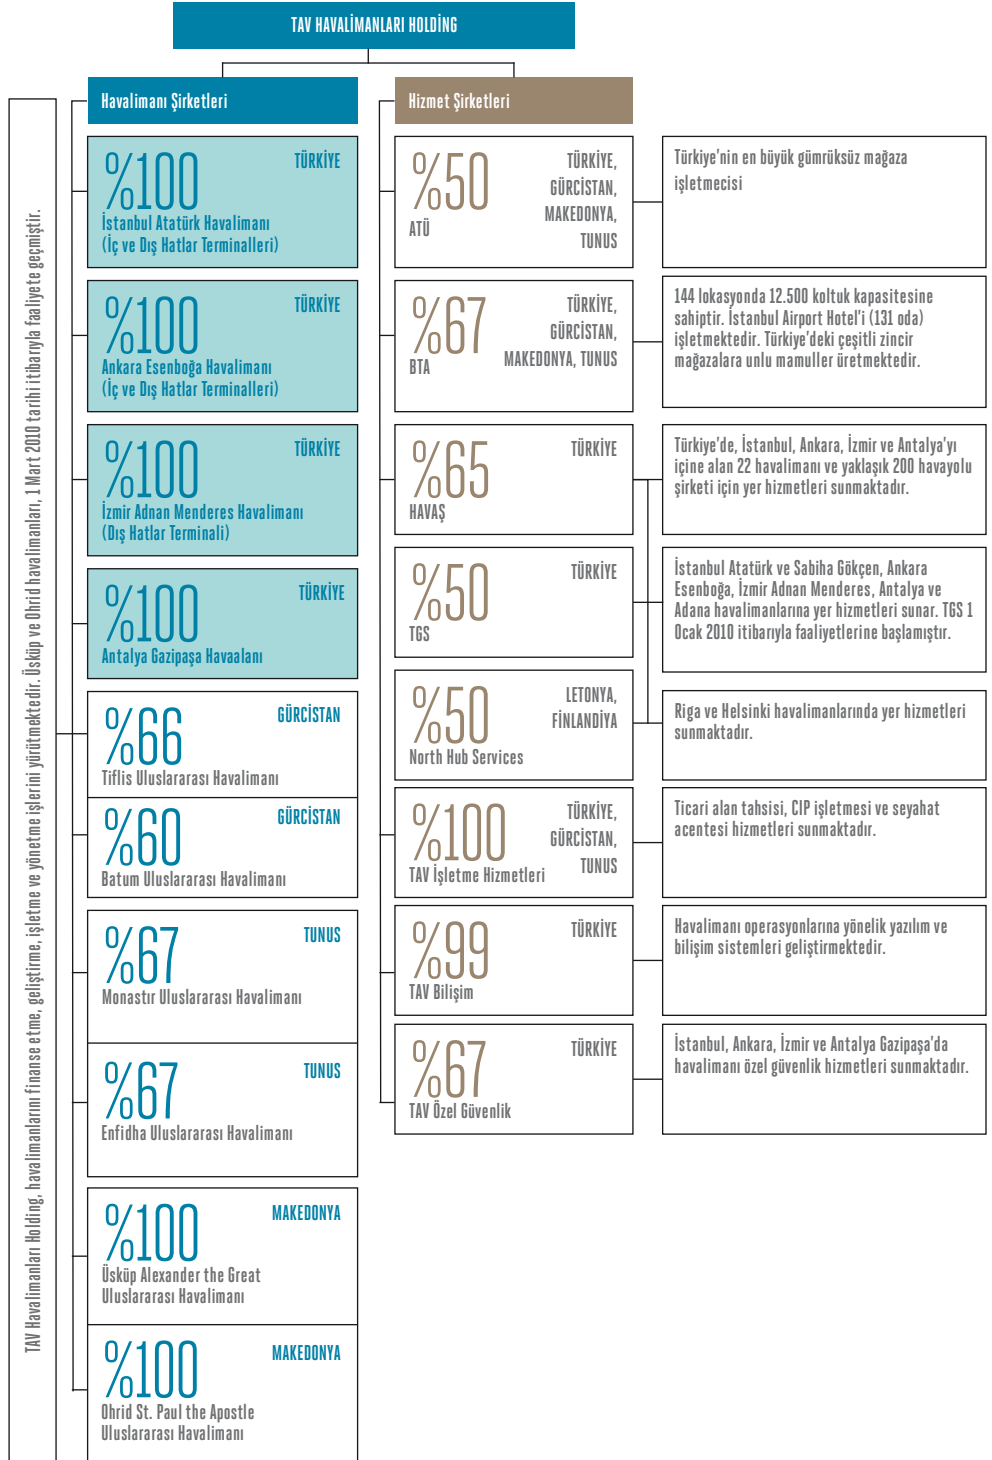 TAV HAVALİMANLARI HOLDİNG
TAV Havalimanları Holding, havalimanlarını finanse etme, geliştirme, işletme ve yönetme işlerini yürütmektedir. Üsküp ve Ohrid havalimanları, 1 Mart 2010 tarihi itibarıyla faaliyete geçmiştir.
Havalimanı Şirketleri
%100
TÜRKİYE
İstanbul Atatürk Havalimanı
(İç ve Dış Hatlar Terminalleri)
%100
TÜRKİYE
Ankara Esenboğa Havalimanı
(İç ve Dış Hatlar Terminalleri)
%100
TÜRKİYE
İzmir Adnan Menderes Havalimanı
(Dış Hatlar Terminali)
%100
TÜRKİYE
Antalya Gazipaşa Havaalanı
%66
GÜRCİSTAN
Tiflis Uluslararası Havalimanı
%60
GÜRCİSTAN
Batum Uluslararası Havalimanı
%67
TUNUS
Monastır Uluslararası Havalimanı
%67
TUNUS
Enfidha Uluslararası Havalimanı
%100
MAKEDONYA
Üsküp Alexander the Great
Uluslararası Havalimanı
%100
MAKEDONYA
Ohrid St. Paul the Apostle
Uluslararası Havalimanı
Hizmet Şirketleri
%50
TÜRKİYE,
GÜRCİSTAN,
MAKEDONYA,
TUNUS
ATÜ
Türkiye'nin en büyük gümrüksüz mağaza
işletmecisi
%67
TÜRKİYE,
GÜRCİSTAN,
MAKEDONYA, TUNUS
BTA
144 lokasyonda 12.500 koltuk kapasitesine
sahiptir. İstanbul Airport Hotel'i (131 oda)
işletmektedir. Türkiye'deki çeşitli zincir
mağazalara unlu mamuller üretmektedir.
%65
TÜRKİYE
HAVAŞ
Türkiye'de, İstanbul, Ankara, İzmir ve Antalya'yı
içine alan 22 havalimanı ve yaklaşık 200 havayolu
şirketi için yer hizmetleri sunmaktadır.
%50
TÜRKİYE
TGS
İstanbul Atatürk ve Sabiha Gökçen, Ankara
Esenboğa, İzmir Adnan Menderes, Antalya ve
Adana havalimanlarına yer hizmetleri sunar. TGS 1
Ocak 2010 itibarıyla faaliyetlerine başlamıştır.
%50
LETONYA,
FİNLANDİYA
North Hub Services
Riga ve Helsinki havalimanlarında yer hizmetleri
sunmaktadır.
%100
TÜRKİYE,
GÜRCİSTAN,
TUNUS
TAV İşletme Hizmetleri
Ticari alan tahsisi, CIP işletmesi ve seyahat
acentesi hizmetleri sunmaktadır.
%99
TÜRKİYE
TAV Bilişim
Havalimanı operasyonlarına yönelik yazılım ve
bilişim sistemleri geliştirmektedir.
%67
TÜRKİYE
TAV Özel Güvenlik
İstanbul, Ankara, İzmir ve Antalya Gazipaşa'da
havalimanı özel güvenlik hizmetleri sunmaktadır.